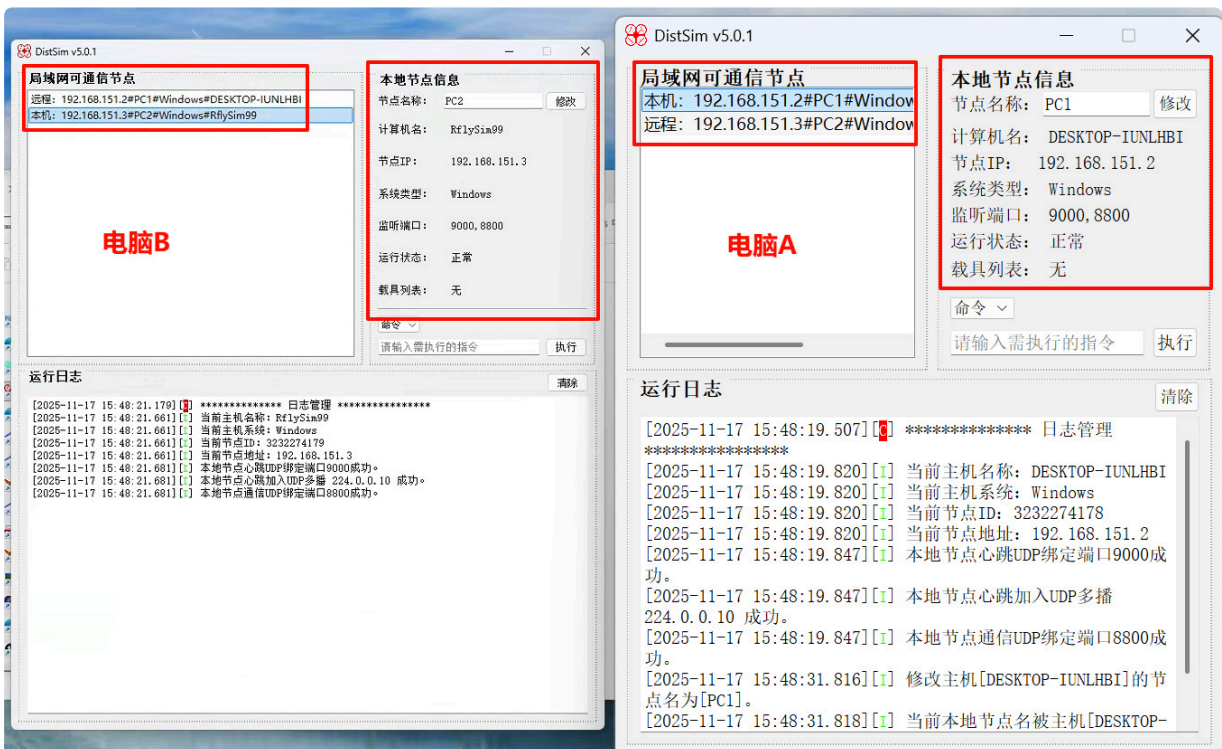 DistSim v5.0.1
局域网可通信节点
远程: 192.168.151.2#PC1#Windows#DESKTOP-IUNLHBI
本机: 192.168.151.3#PC2#Windows#RflySim99
电脑B
本地节点信息
节点名称: PC2 修改
计算机名: RflySim99
节点IP: 192.168.151.3
系统类型: Windows
监听端口: 9000,8800
运行状态: 正常
载具列表: 无
命令
请输入需执行的指令 执行
运行日志 清除
[2025-11-17 15:48:21.179][C] ************** 日志管理 ****************
[2025-11-17 15:48:21.661][I] 当前主机名称: RflySim99
[2025-11-17 15:48:21.661][I] 当前主机系统: Windows
[2025-11-17 15:48:21.661][I] 当前节点ID: 3232274179
[2025-11-17 15:48:21.661][I] 当前节点地址: 192.168.151.3
[2025-11-17 15:48:21.681][I] 本地节点心跳UDP绑定端口9000成功。
[2025-11-17 15:48:21.681][I] 本地节点心跳加入UDP多播 224.0.0.10 成功。
[2025-11-17 15:48:21.681][I] 本地节点通信UDP绑定端口8800成功。
DistSim v5.0.1
局域网可通信节点
本机: 192.168.151.2#PC1#Window
远程: 192.168.151.3#PC2#Window
电脑A
本地节点信息
节点名称: PC1 修改
计算机名: DESKTOP-IUNLHBI
节点IP: 192.168.151.2
系统类型: Windows
监听端口: 9000,8800
运行状态: 正常
载具列表: 无
命令
请输入需执行的指令 执行
运行日志 清除
[2025-11-17 15:48:19.507][C] ************** 日志管理
****************
[2025-11-17 15:48:19.820][I] 当前主机名称: DESKTOP-IUNLHBI
[2025-11-17 15:48:19.820][I] 当前主机系统: Windows
[2025-11-17 15:48:19.820][I] 当前节点ID: 3232274178
[2025-11-17 15:48:19.820][I] 当前节点地址: 192.168.151.2
[2025-11-17 15:48:19.847][I] 本地节点心跳UDP绑定端口9000成
功。
[2025-11-17 15:48:19.847][I] 本地节点心跳加入UDP多播
224.0.0.10 成功。
[2025-11-17 15:48:19.847][I] 本地节点通信UDP绑定端口8800成
功。
[2025-11-17 15:48:31.816][I] 修改主机[DESKTOP-IUNLHBI]的节
点名为[PC1]。
[2025-11-17 15:48:31.818][I] 当前本地节点名被主机[DESKTOP-